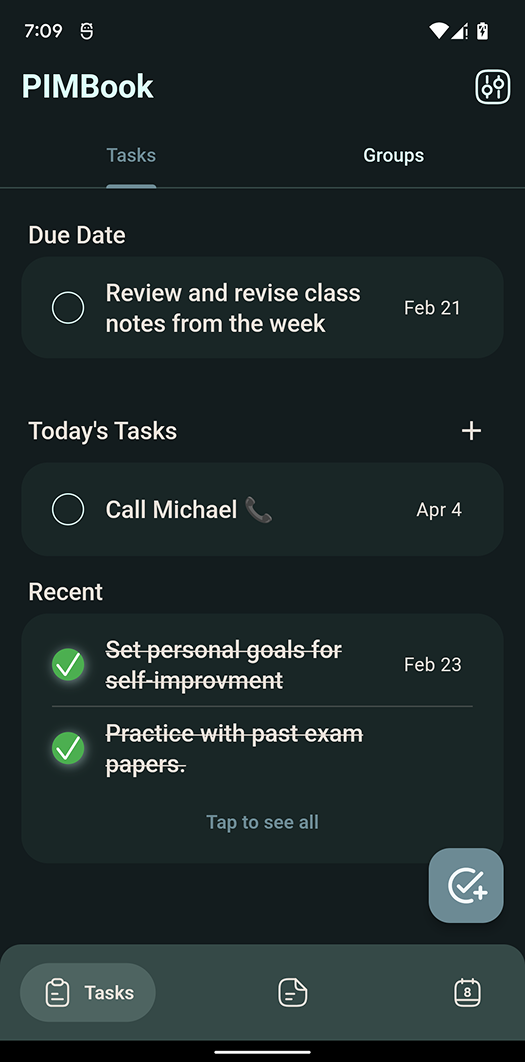 7:09
PIMBook
Tasks
Groups
Due Date
Review and revise class
notes from the week
Feb 21
Today's Tasks
Call Michael 📞
Apr 4
Recent
Set personal goals for
self-improvment
Feb 23
Practice with past exam
papers.
Tap to see all
Tasks
8